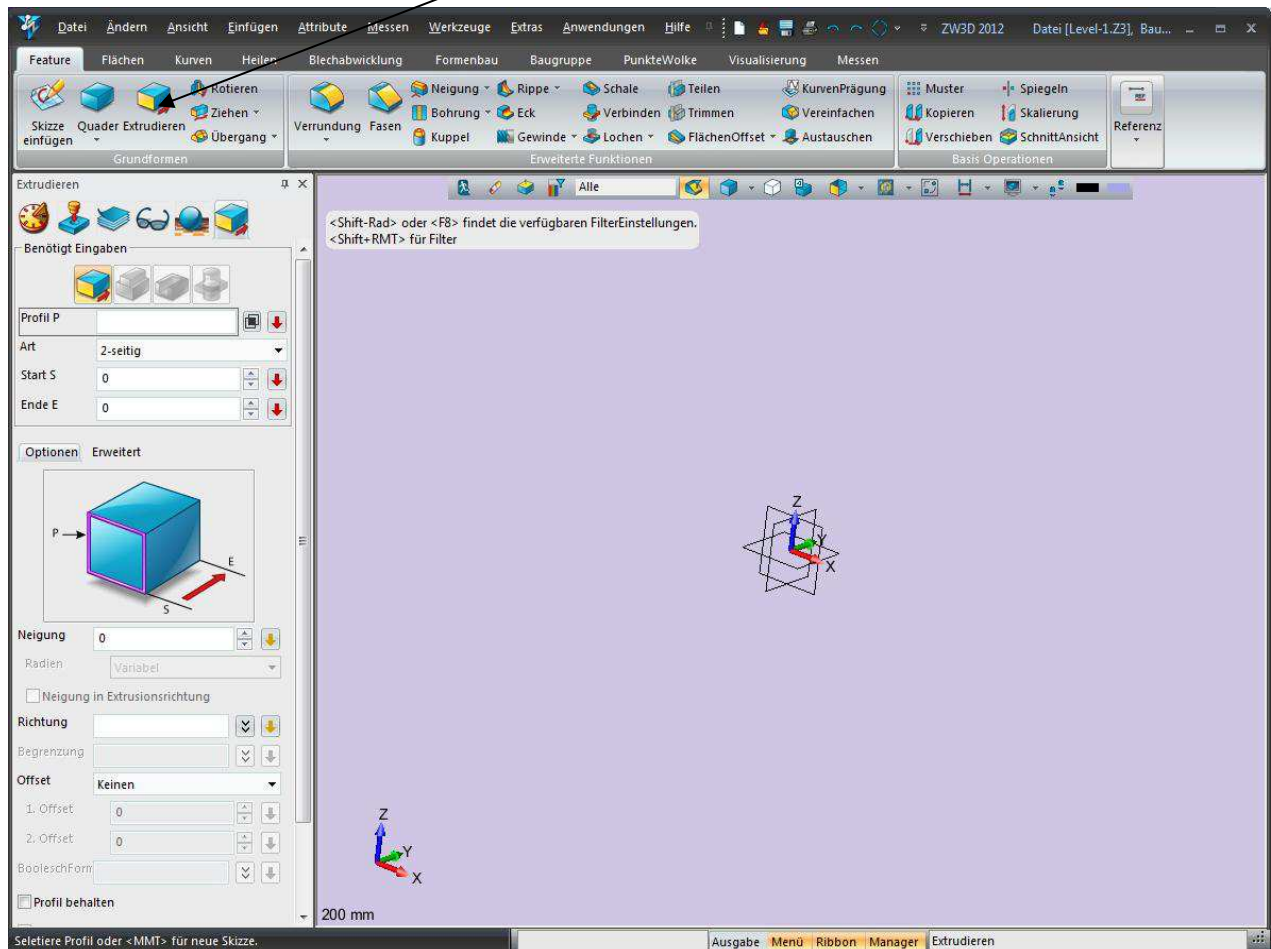 Datei Ändern Ansicht Einfügen Attribute Messen Werkzeuge Extras Anwendungen Hilfe ZW3D 2012 Datei [Level-1.Z3], Bau...
Feature Flächen Kurven Heilen Blechabwicklung Formenbau Baugruppe PunkteWolke Visualisierung Messen
Rotieren Neigung Rippe Schale Teilen KurvenPrägung Muster Spiegeln
Ziehen Bohrung Eck Verbinden Trimmen Vereinfachen Kopieren Skalierung
Skizze einfügen Quader Extrudieren Übergang Verrundung Fasen Kuppel Gewinde Lochen FlächenOffset Austauschen Verschieben SchnittAnsicht Referenz
Grundformen Erweiterte Funktionen Basis Operationen
REF
Extrudieren
Alle
<Shift-Rad> oder <F8> findet die verfügbaren FilterEinstellungen.
<Shift+RMT> für Filter
Benötigt Eingaben
Profil P
Art 2-seitig
Start S 0
Ende E 0
Optionen Erweitert
P
E
S
Z
Y
X
Neigung 0
Radien Variabel
Neigung in Extrusionsrichtung
Richtung
Begrenzung
Offset Keinen
1. Offset 0
2. Offset 0
BooleschForm
Profil behalten
Z
Y
X
200 mm
Seletiere Profil oder <MMT> für neue Skizze.
Ausgabe Menü Ribbon Manager Extrudieren